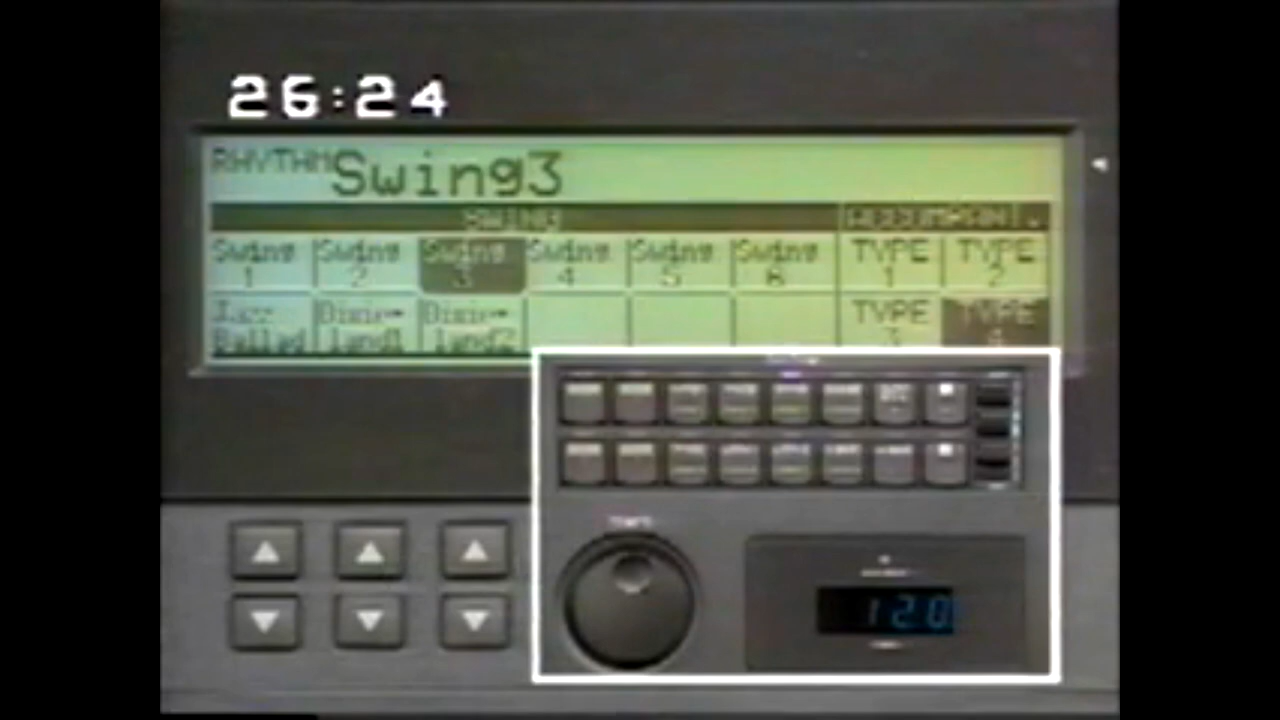 26:24
RHYTHM Swing3
SWING ACCOMPANI.
Swing 1 Swing 2 Swing 3 Swing 4 Swing 5 Swing 6 TYPE 1 TYPE 2
Jazz Ballad Dixie-land1 Dixie-land2 TYPE 3 TYPE 4
120